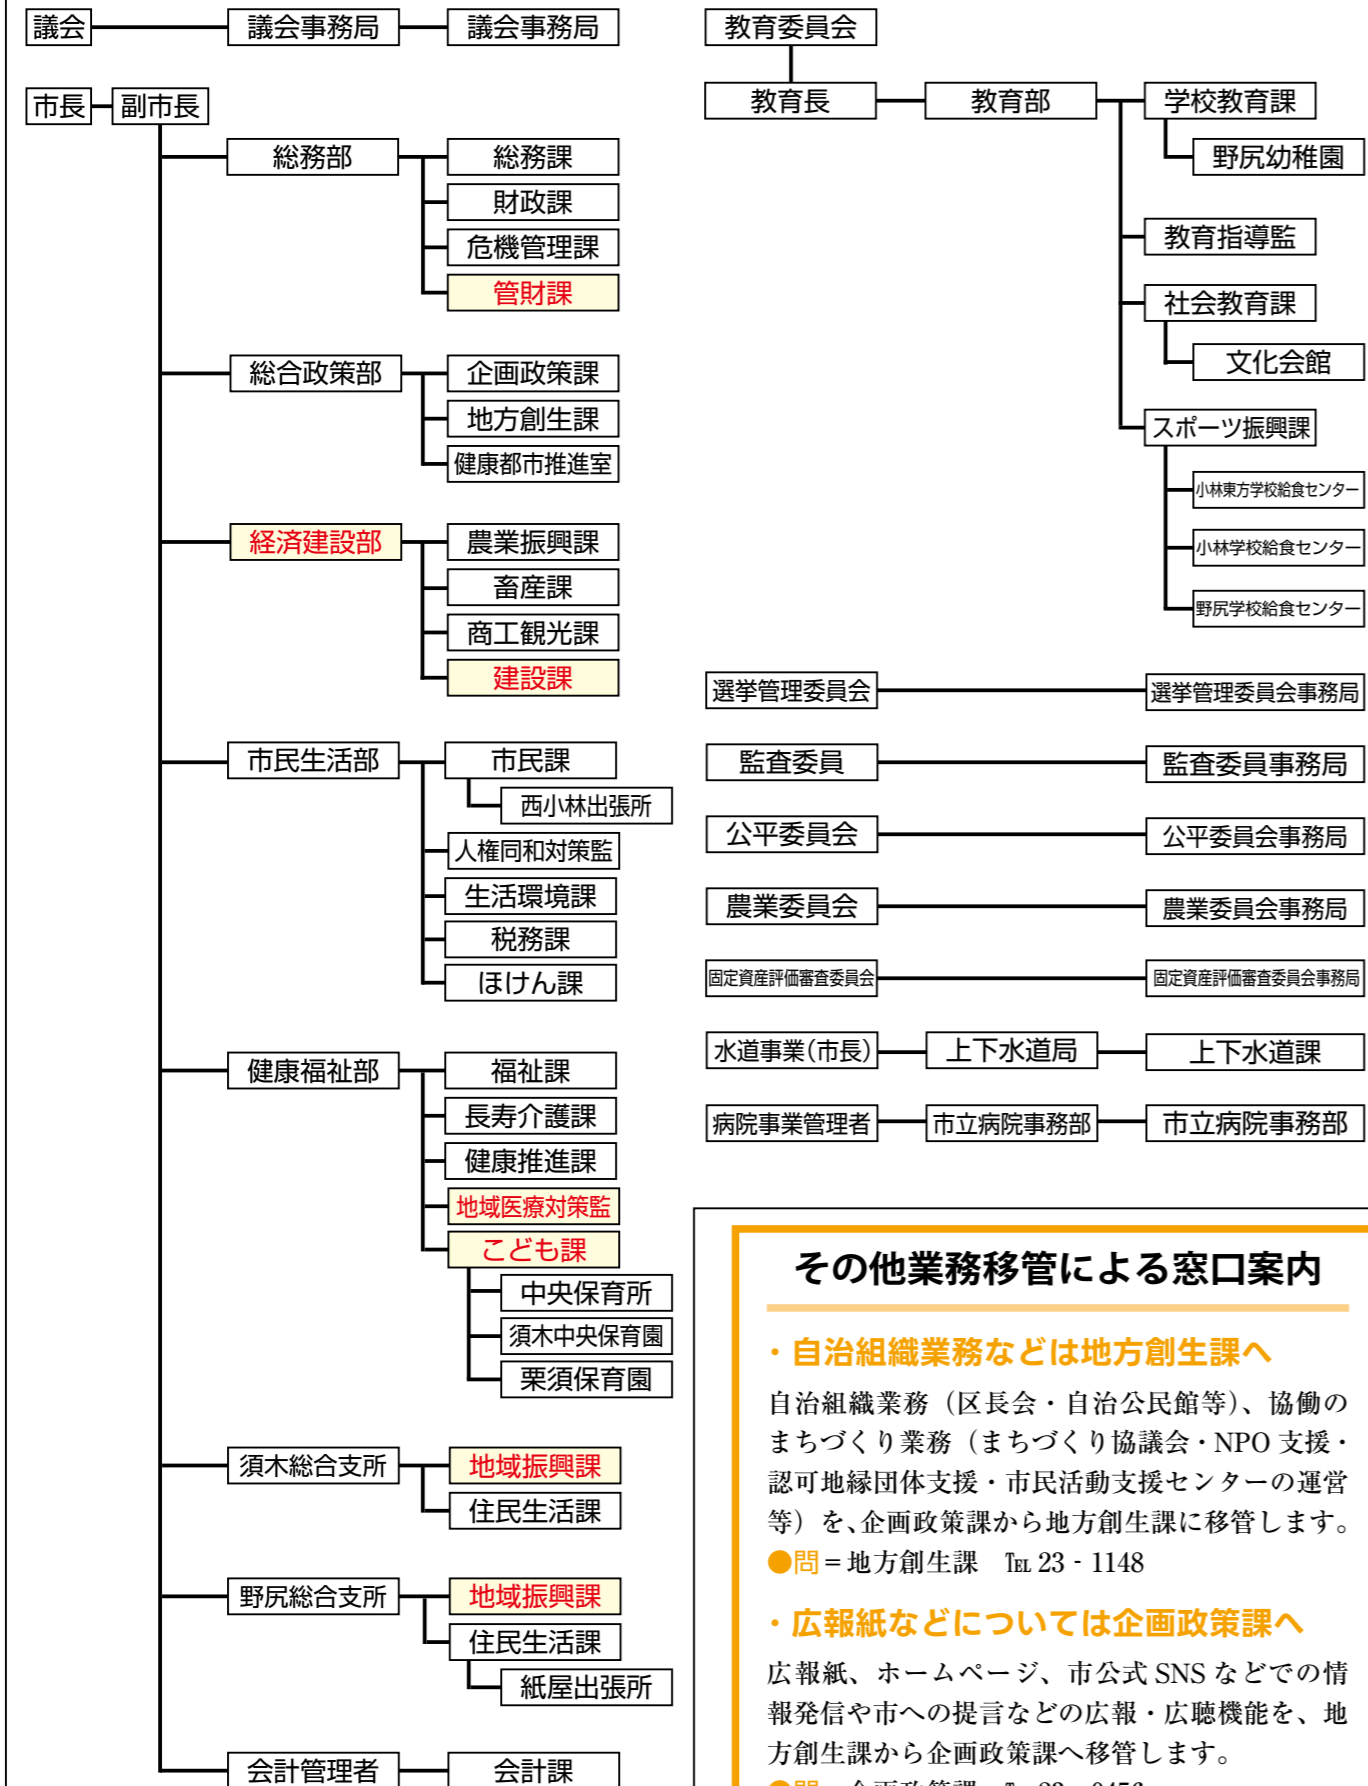 議会 議会事務局 議会事務局
市長 副市長
総務部 総務課
財政課
危機管理課
管財課
総合政策部 企画政策課
地方創生課
健康都市推進室
経済建設部 農業振興課
畜産課
商工観光課
建設課
市民生活部 市民課
西小林出張所
人権同和対策監
生活環境課
税務課
ほけん課
健康福祉部 福祉課
長寿介護課
健康推進課
地域医療対策監
こども課
中央保育所
須木中央保育園
栗須保育園
須木総合支所 地域振興課
住民生活課
野尻総合支所 地域振興課
住民生活課
紙屋出張所
会計管理者 会計課
教育委員会
教育長 教育部 学校教育課
野尻幼稚園
教育指導監
社会教育課
文化会館
スポーツ振興課
小林東方学校給食センター
小林学校給食センター
野尻学校給食センター
選挙管理委員会 選挙管理委員会事務局
監査委員 監査委員事務局
公平委員会 公平委員会事務局
農業委員会 農業委員会事務局
固定資産評価審査委員会 固定資産評価審査委員会事務局
水道事業(市長) 上下水道局 上下水道課
病院事業管理者 市立病院事務部 市立病院事務部
その他業務移管による窓口案内
・自治組織業務などは地方創生課へ
自治組織業務（区長会・自治公民館等）、協働の
まちづくり業務（まちづくり協議会・NPO 支援・
認可地縁団体支援・市民活動支援センターの運営
等）を、企画政策課から地方創生課に移管します。
●問＝地方創生課　℡ 23‐1148
・広報紙などについては企画政策課へ
広報紙、ホームページ、市公式 SNS などでの情
報発信や市への提言などの広報・広聴機能を、地
方創生課から企画政策課へ移管します。